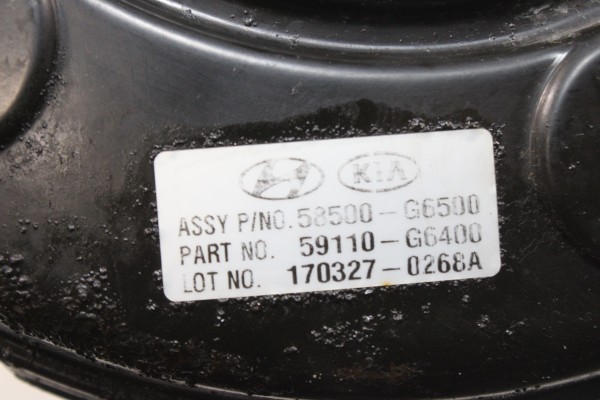 KIA
ASSY P/NO. 58500-G6500
PART NO. 59110-G6400
LOT NO. 170327-0268A